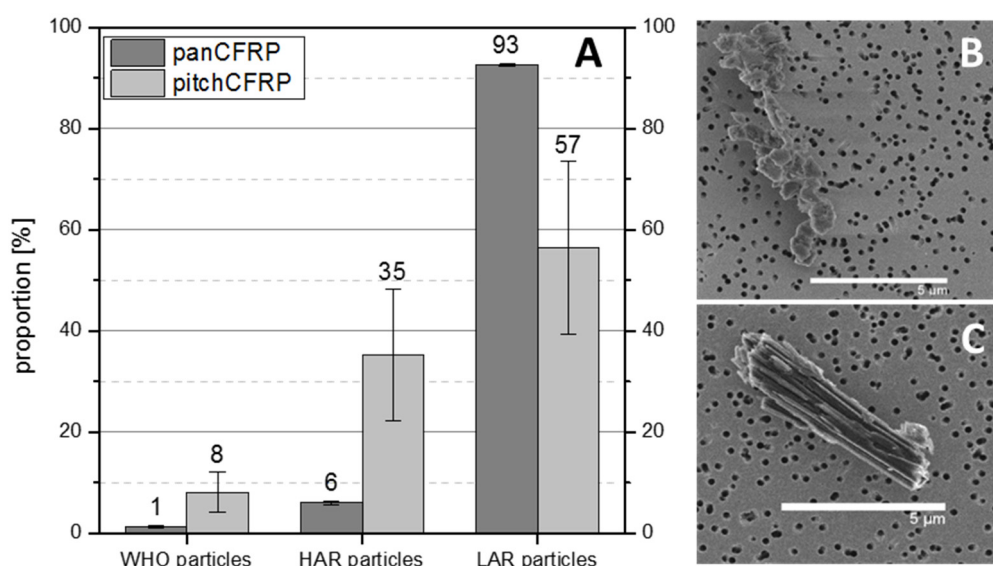 100
80
60
40
20
0
proportion [%]
panCFRP
pitchCFRP
A
1
8
6
35
93
57
100
80
60
40
20
0
WHO particles
HAR particles
LAR particles
B
5 µm
C
5 µm